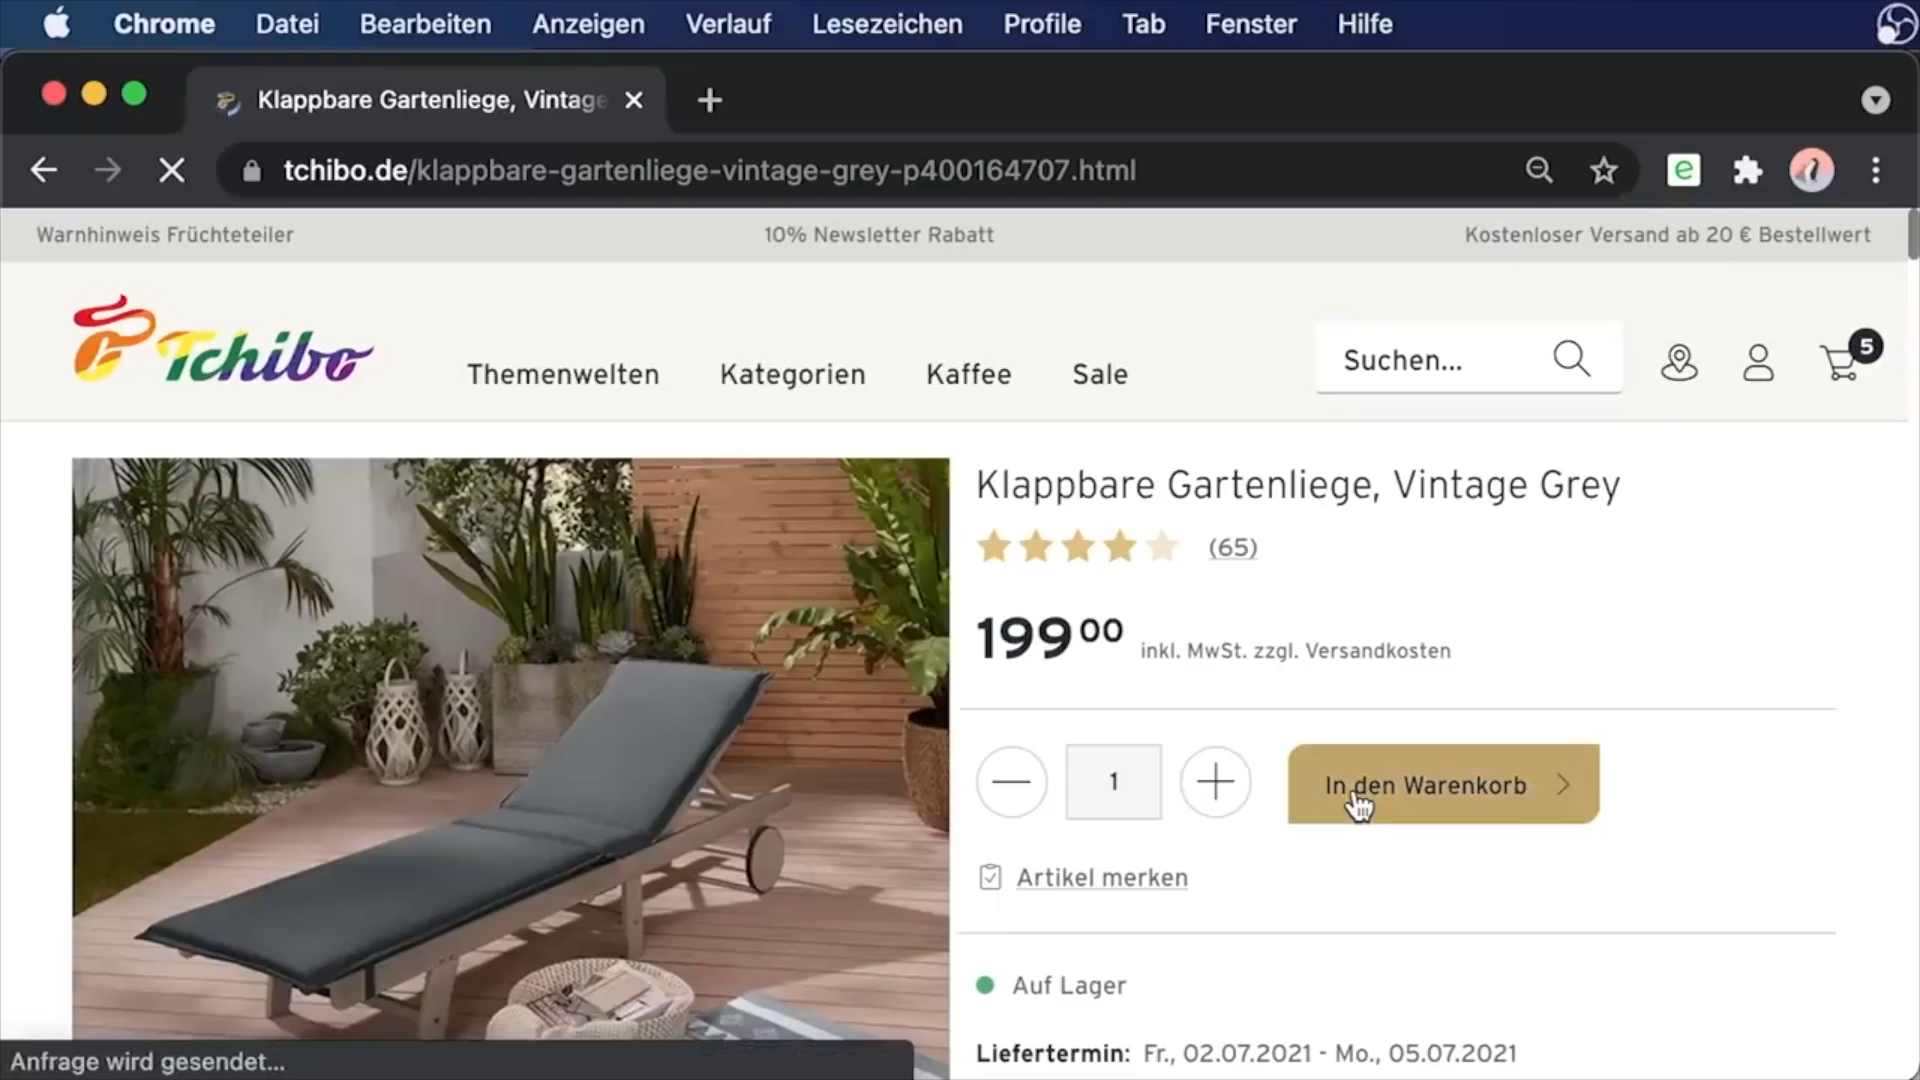 Chrome Datei Bearbeiten Anzeigen Verlauf Lesezeichen Profile Tab Fenster Hilfe
Klappbare Gartenliege, Vintage
tchibo.de/klappbare-gartenliege-vintage-grey-p400164707.html
Warnhinweis Früchteteiler 10% Newsletter Rabatt Kostenloser Versand ab 20 € Bestellwert
Tchibo Themenwelten Kategorien Kaffee Sale Suchen... 5
Klappbare Gartenliege, Vintage Grey
(65)
199 00 inkl. MwSt. zzgl. Versandkosten
1 In den Warenkorb
Artikel merken
Auf Lager
Liefertermin: Fr., 02.07.2021 - Mo., 05.07.2021
Anfrage wird gesendet...